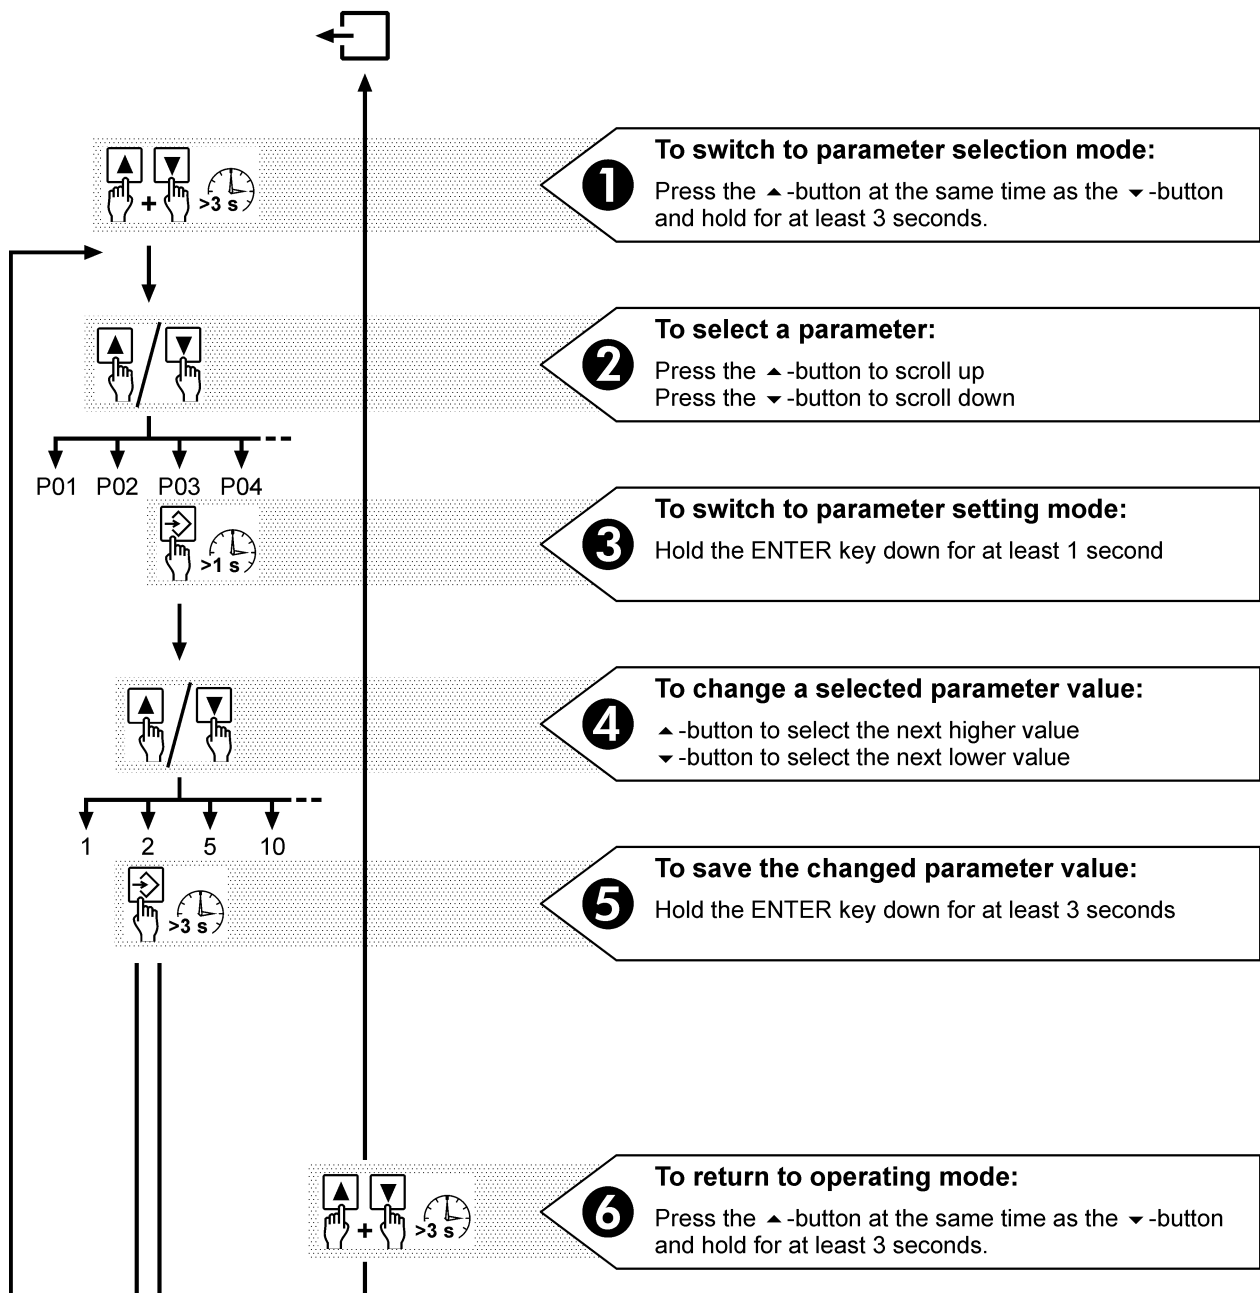 1
To switch to parameter selection mode:
Press the ▲-button at the same time as the ▼-button
and hold for at least 3 seconds.
+ >3 s
2
To select a parameter:
Press the ▲-button to scroll up
Press the ▼-button to scroll down
P01 P02 P03 P04
3
To switch to parameter setting mode:
Hold the ENTER key down for at least 1 second
>1 s
4
To change a selected parameter value:
▲-button to select the next higher value
▼-button to select the next lower value
1 2 5 10
5
To save the changed parameter value:
Hold the ENTER key down for at least 3 seconds
>3 s
6
To return to operating mode:
Press the ▲-button at the same time as the ▼-button
and hold for at least 3 seconds.
+ >3 s